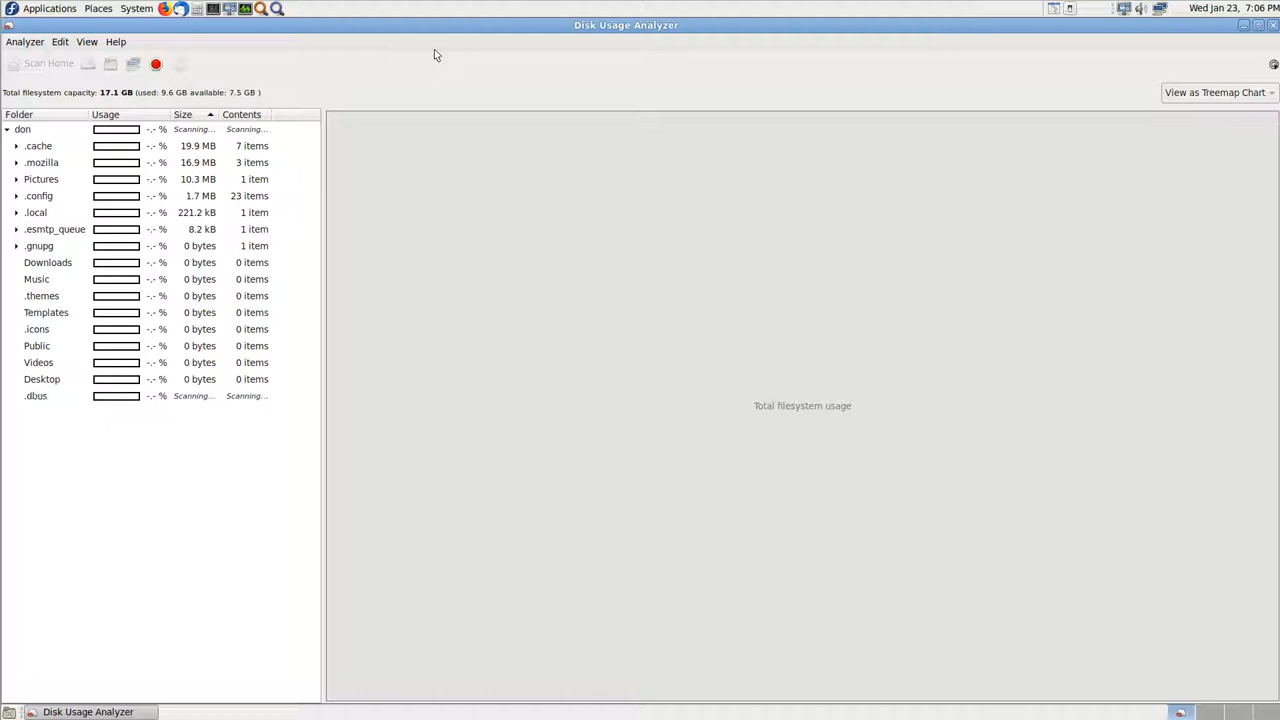 Applications Places System Wed Jan 23, 7:06 PM
Disk Usage Analyzer
Analyzer Edit View Help
Scan Home
Total filesystem capacity: 17.1 GB (used: 9.6 GB available: 7.5 GB )
View as Treemap Chart
Folder Usage Size Contents
don -.- % Scanning... Scanning...
.cache -.- % 19.9 MB 7 items
.mozilla -.- % 16.9 MB 3 items
Pictures -.- % 10.3 MB 1 item
.config -.- % 1.7 MB 23 items
.local -.- % 221.2 kB 1 item
.esmtp_queue -.- % 8.2 kB 1 item
.gnupg -.- % 0 bytes 1 item
Downloads -.- % 0 bytes 0 items
Music -.- % 0 bytes 0 items
.themes -.- % 0 bytes 0 items
Templates -.- % 0 bytes 0 items
.icons -.- % 0 bytes 0 items
Public -.- % 0 bytes 0 items
Videos -.- % 0 bytes 0 items
Desktop -.- % 0 bytes 0 items
.dbus -.- % Scanning... Scanning...
Total filesystem usage
Disk Usage Analyzer